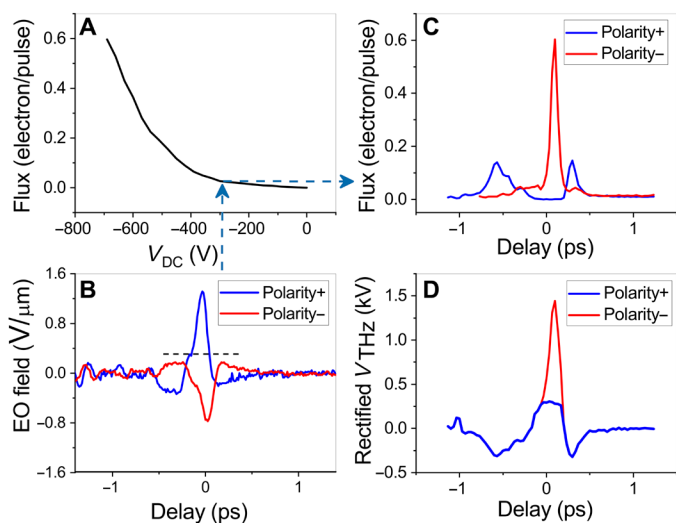 A
Flux (electron/pulse)
0.6
0.4
0.2
0.0
−800 −600 −400 −200 0
VDC (V)
C
Polarity+
Polarity−
Flux (electron/pulse)
0.6
0.4
0.2
0.0
−1 0 1
Delay (ps)
B
Polarity+
Polarity−
EO field (V/μm)
1.6
0.8
0.0
−0.8
−1.6
−1 0 1
Delay (ps)
D
Polarity+
Polarity−
Rectified VTHz (kV)
1.5
1.0
0.5
0.0
−0.5
−1 0 1
Delay (ps)